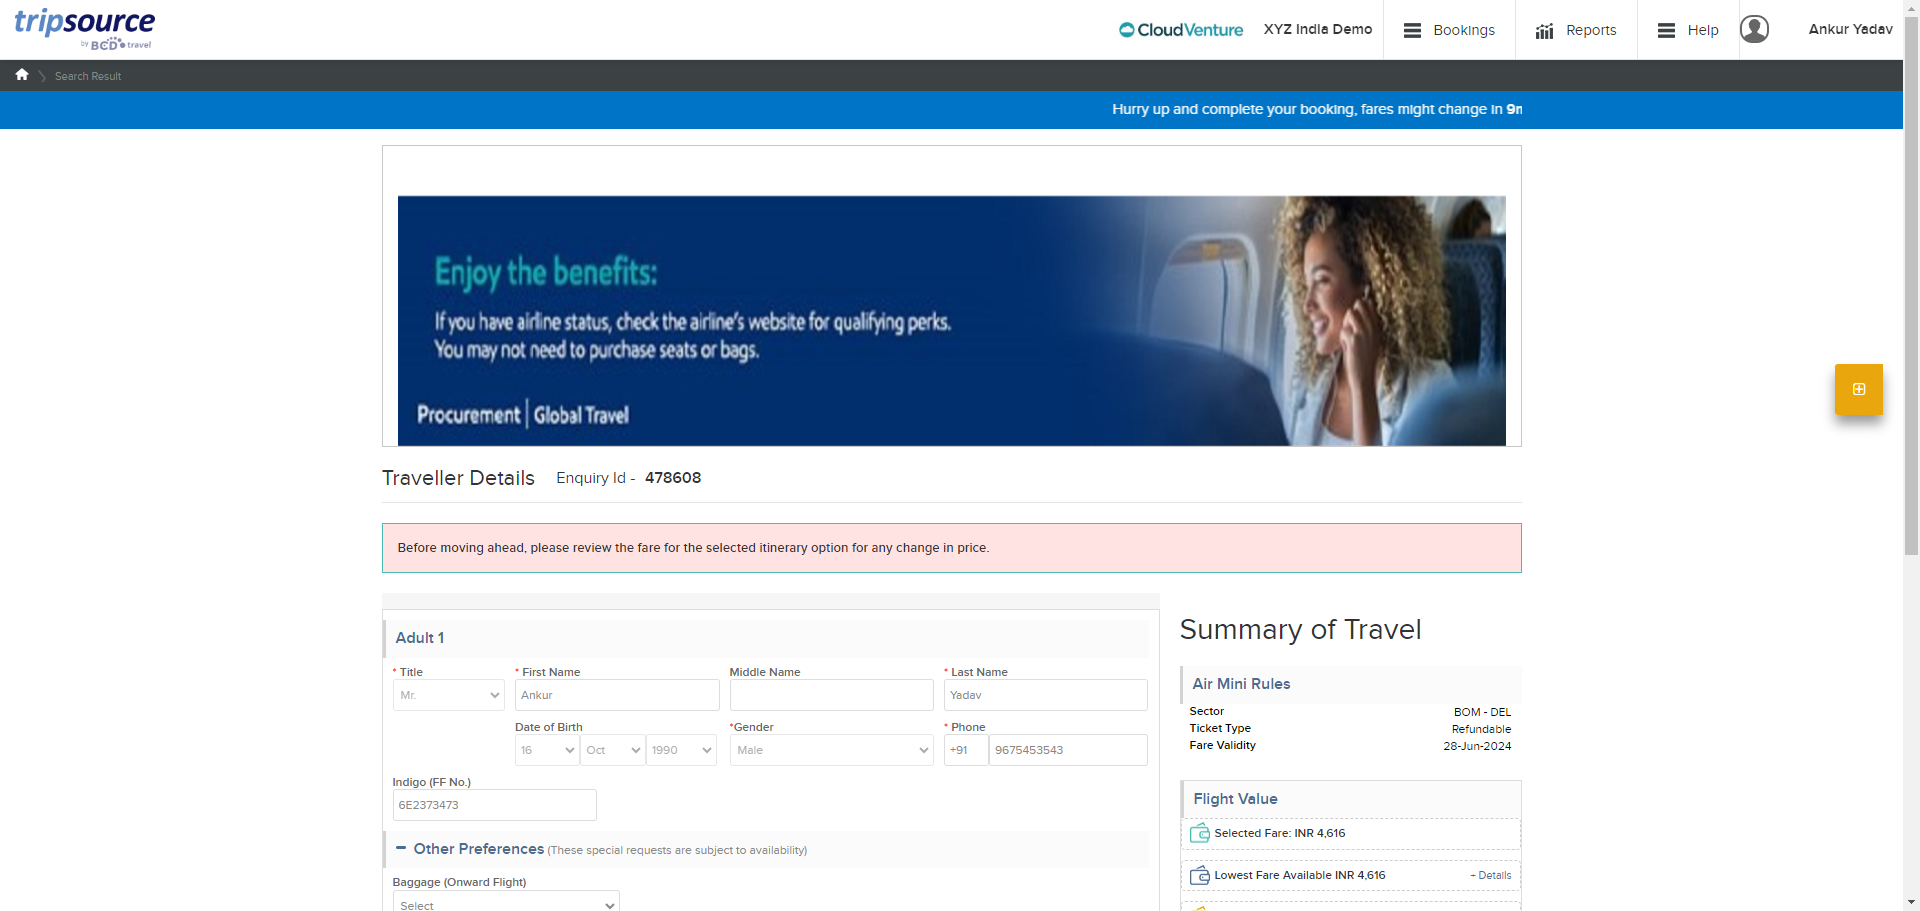 tripsource
by BCD travel
CloudVenture
XYZ India Demo
Bookings
Reports
Help
Ankur Yadav
Search Result
Hurry up and complete your booking, fares might change in 9m
Enjoy the benefits:
If you have airline status, check the airline's website for qualifying perks.
You may not need to purchase seats or bags.
Procurement | Global Travel
Traveller Details Enquiry Id - 478608
Before moving ahead, please review the fare for the selected itinerary option for any change in price.
Adult 1
* Title * First Name Middle Name * Last Name
Mr. Ankur Yadav
Date of Birth *Gender * Phone
16 Oct 1990 Male +91 9675453543
Indigo (FF No.)
6E2373473
Other Preferences (These special requests are subject to availability)
Baggage (Onward Flight)
Select
Summary of Travel
Air Mini Rules
Sector BOM - DEL
Ticket Type Refundable
Fare Validity 28-Jun-2024
Flight Value
Selected Fare: INR 4,616
Lowest Fare Available INR 4,616 + Details